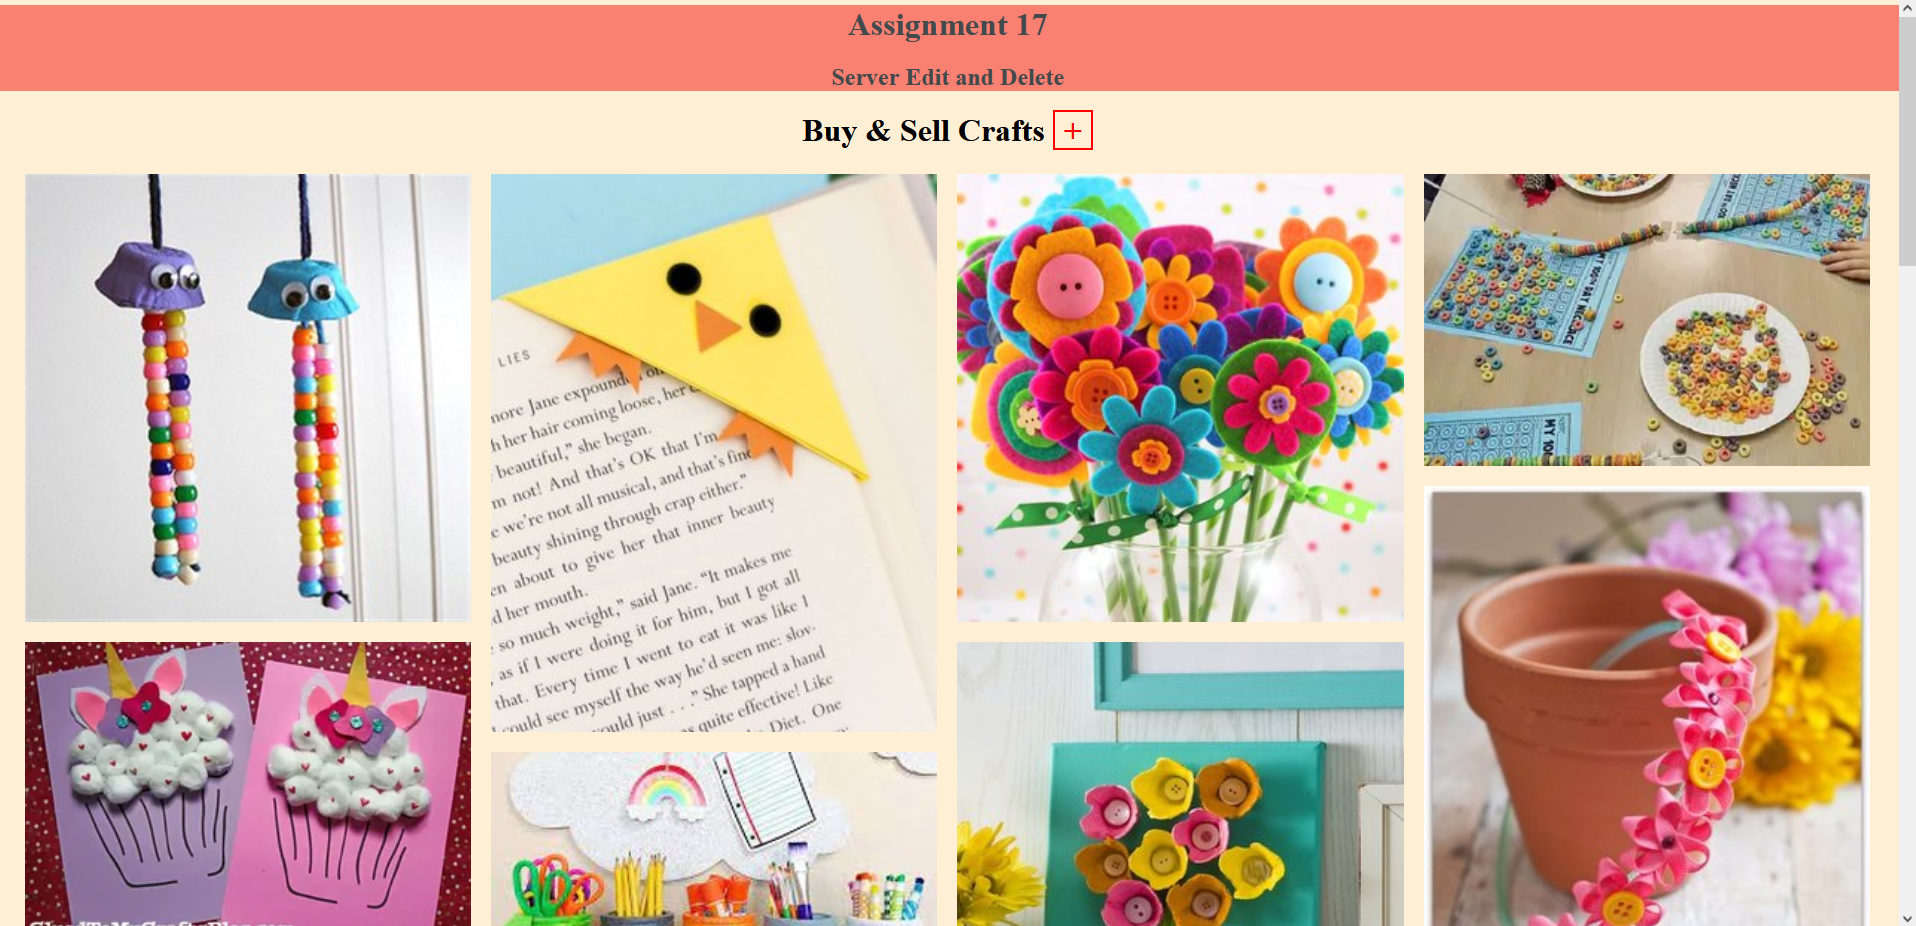 Assignment 17
Server Edit and Delete
Buy & Sell Crafts +
LIES
more Jane expound
her hair coming loose, her
beautiful,” she began.
m not! And that's OK that I'm
we're not all musical, and that's fine
beauty shining through crap either.”
en about to give her that inner beauty
d her mouth.
so much weight,” said Jane. “It makes me
as if I were doing it for him, but I got all
that. Every time I went to eat it was like I
could see myself the way he'd seen me: slov-
ould just . . .” She tapped a hand
as quite effective! Like
Diet. One
MY 100